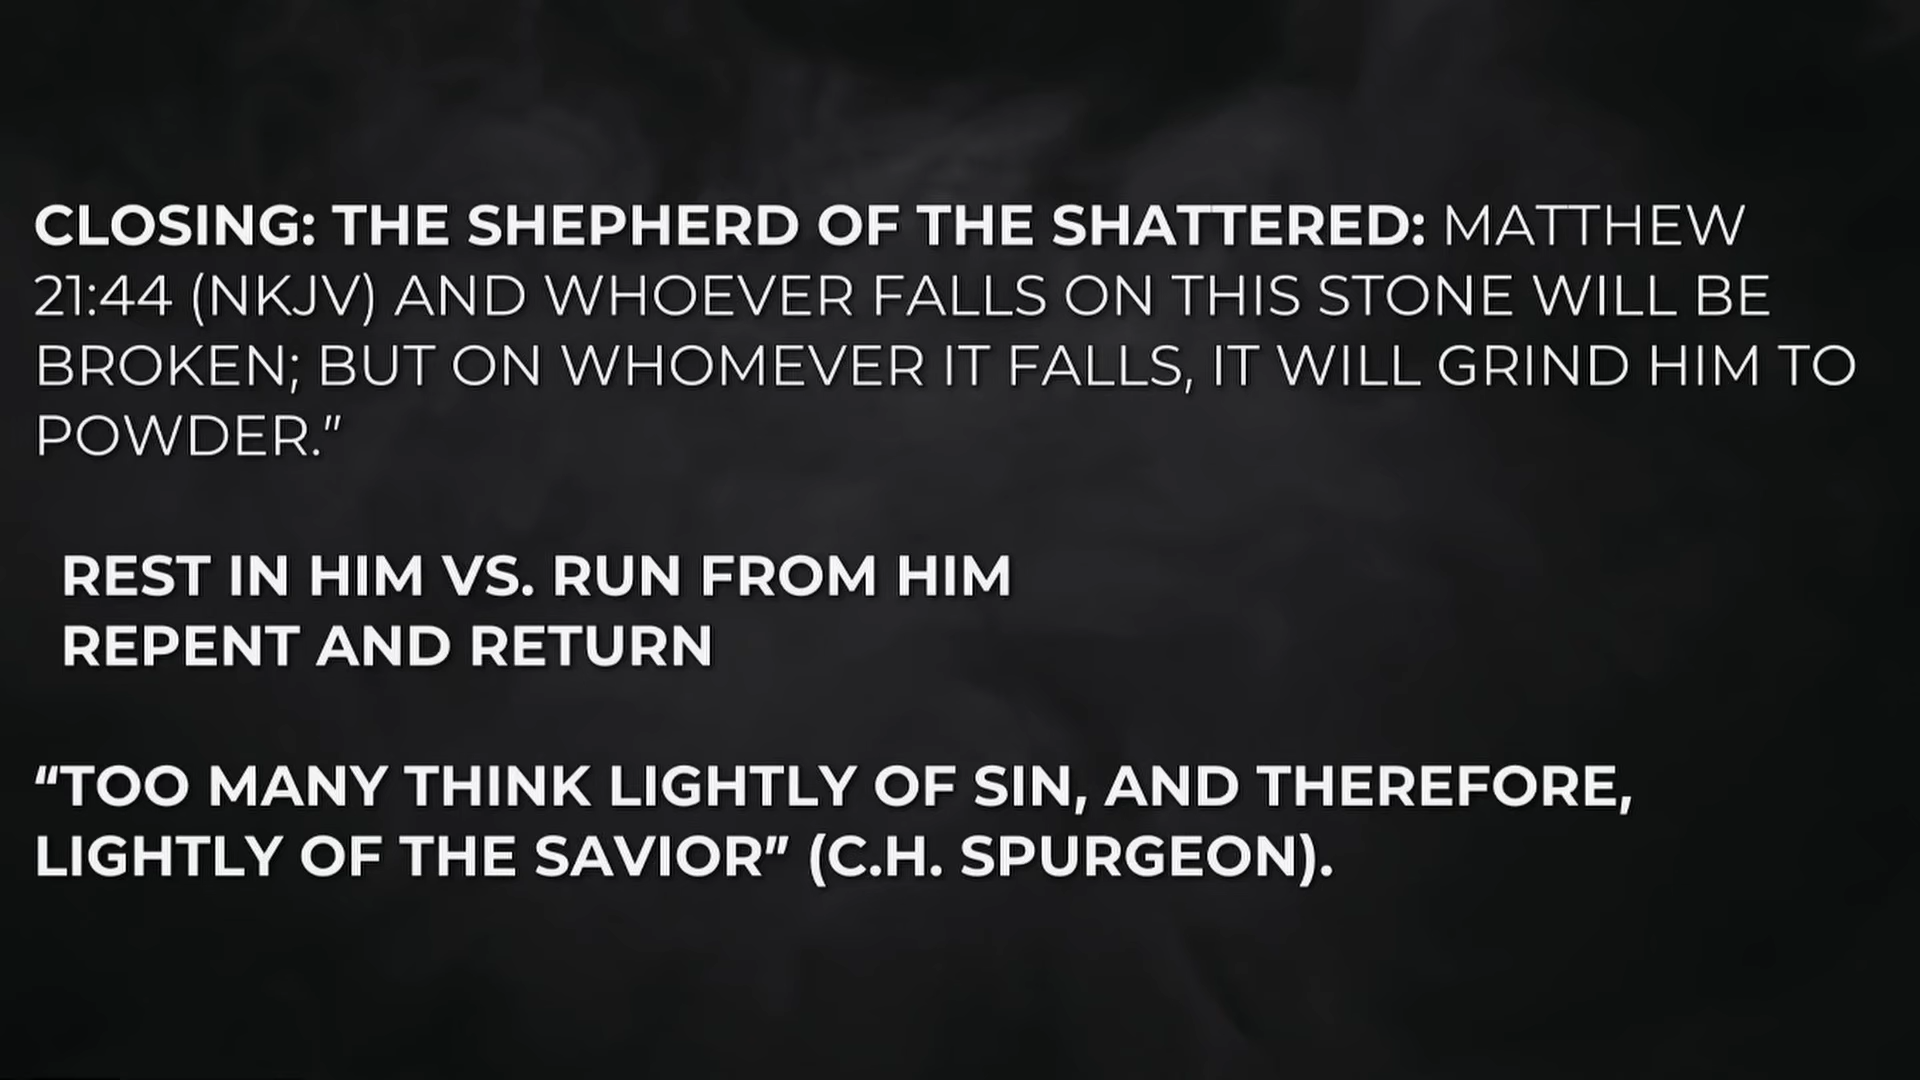 CLOSING: THE SHEPHERD OF THE SHATTERED: MATTHEW
21:44 (NKJV) AND WHOEVER FALLS ON THIS STONE WILL BE
BROKEN; BUT ON WHOMEVER IT FALLS, IT WILL GRIND HIM TO
POWDER.”
REST IN HIM VS. RUN FROM HIM
REPENT AND RETURN
“TOO MANY THINK LIGHTLY OF SIN, AND THEREFORE,
LIGHTLY OF THE SAVIOR” (C.H. SPURGEON).